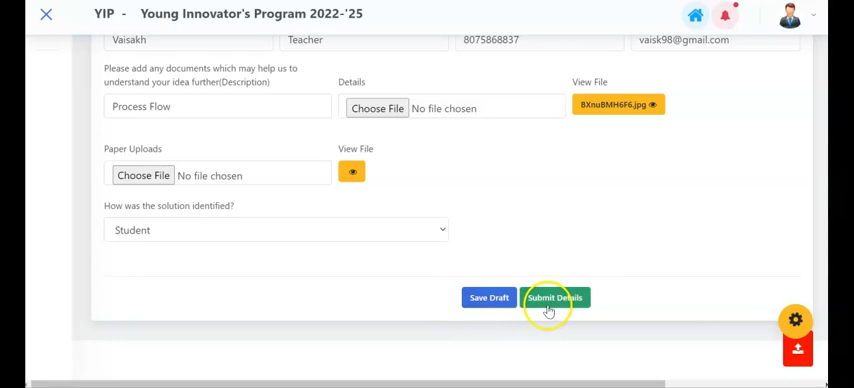 YIP - Young Innovator's Program 2022-'25
Vaisakh Teacher 8075868837 vaisk98@gmail.com
Please add any documents which may help us to
understand your idea further(Description) Details View File
Process Flow Choose File No file chosen BXnuBMH6F6.jpg
Paper Uploads View File
Choose File No file chosen
How was the solution identified?
Student
Save Draft Submit Details